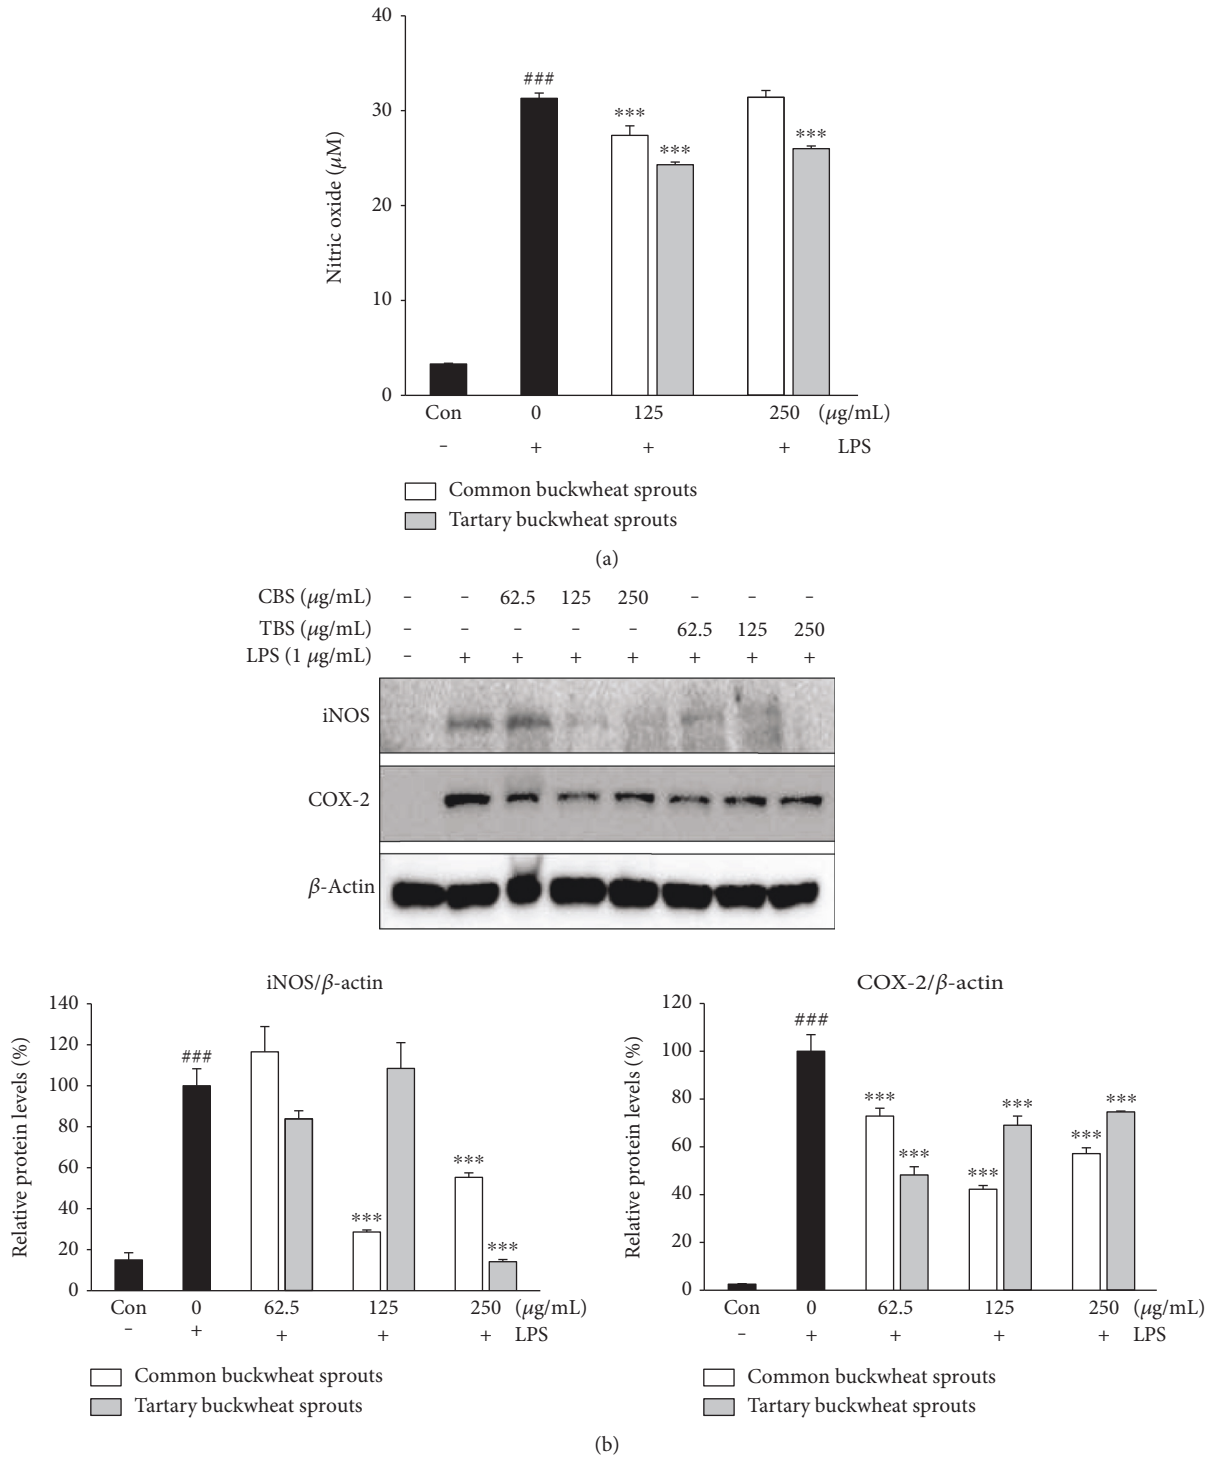 40
30
20
10
0
Nitric oxide (μM)
###
***
***
***
Con 0 125 250 (μg/mL)
– + + + LPS
Common buckwheat sprouts
Tartary buckwheat sprouts
(a)
CBS (μg/mL) – – 62.5 125 250 – – –
TBS (μg/mL) – – – – – 62.5 125 250
LPS (1 μg/mL) – + + + + + + +
iNOS
COX-2
β-Actin
iNOS/β-actin
140
120
100
80
60
40
20
0
Relative protein levels (%)
###
***
***
***
Con 0 62.5 125 250 (μg/mL)
– + + + + LPS
Common buckwheat sprouts
Tartary buckwheat sprouts
COX-2/β-actin
120
100
80
60
40
20
0
Relative protein levels (%)
###
***
***
***
***
***
***
Con 0 62.5 125 250 (μg/mL)
– + + + + LPS
Common buckwheat sprouts
Tartary buckwheat sprouts
(b)